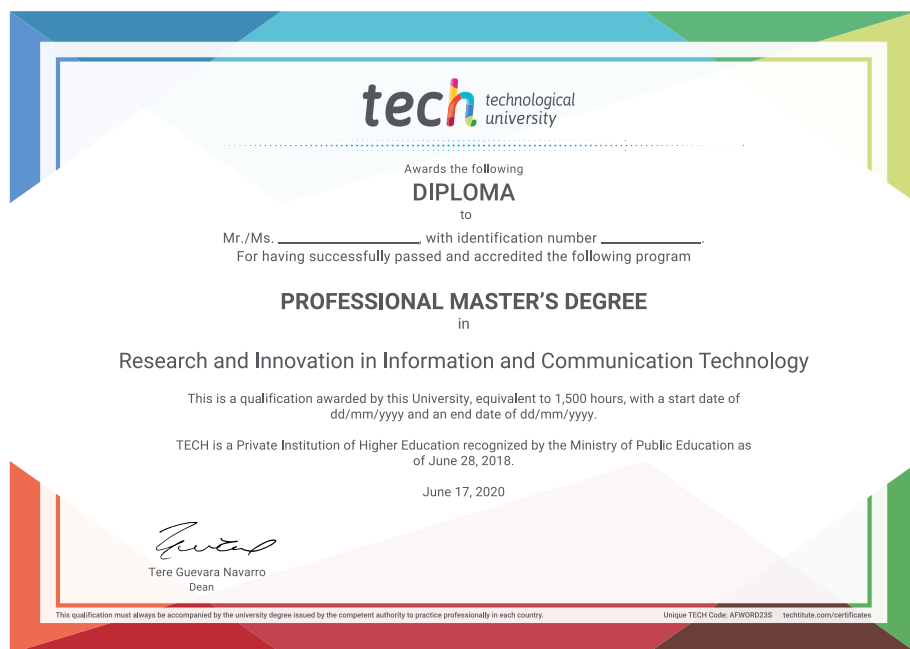 tech technological
university
Awards the following
DIPLOMA
to
Mr./Ms. ____________________, with identification number ______________.
For having successfully passed and accredited the following program
PROFESSIONAL MASTER'S DEGREE
in
Research and Innovation in Information and Communication Technology
This is a qualification awarded by this University, equivalent to 1,500 hours, with a start date of
dd/mm/yyyy and an end date of dd/mm/yyyy.
TECH is a Private Institution of Higher Education recognized by the Ministry of Public Education as
of June 28, 2018.
June 17, 2020
Tere Guevara Navarro
Dean
This qualification must always be accompanied by the university degree issued by the competent authority to practice professionally in each country. Unique TECH Code: AFWORD23S techtitute.com/certificates